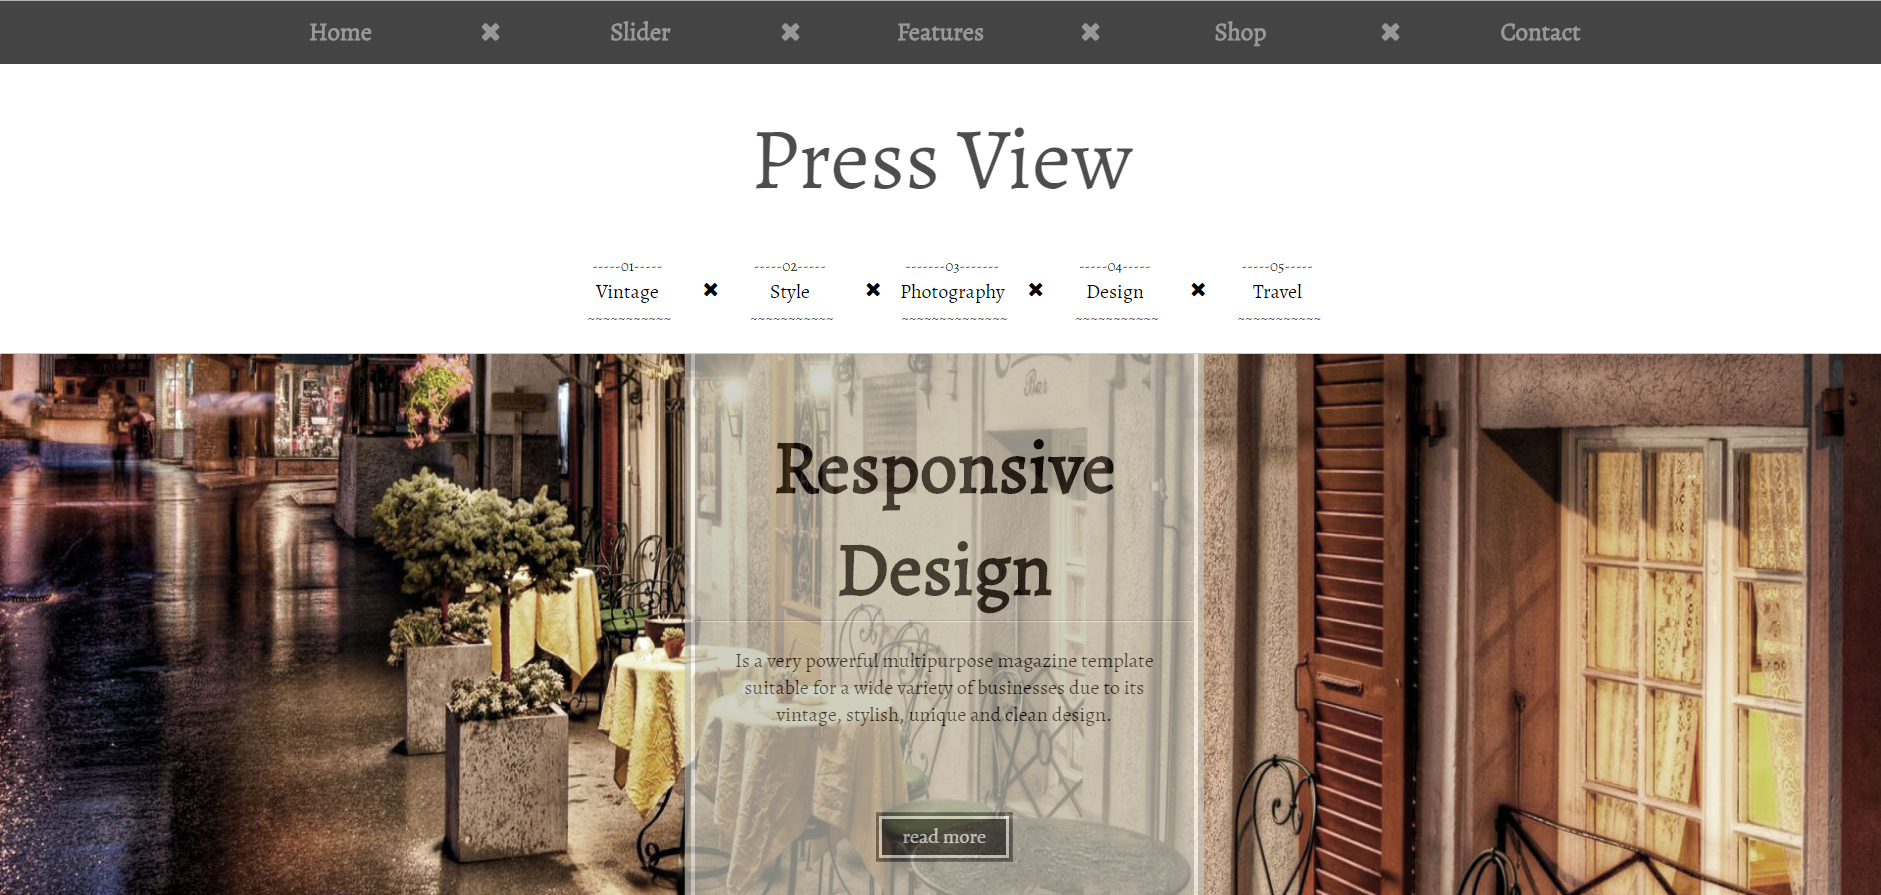 Home ✖ Slider ✖ Features ✖ Shop ✖ Contact
Press View
-----01----- -----02----- -------03------- -----04----- -----05-----
Vintage ✖ Style ✖ Photography ✖ Design ✖ Travel
~~~~~~~~~~~ ~~~~~~~~~~~ ~~~~~~~~~~~~~~ ~~~~~~~~~~~ ~~~~~~~~~~~
Bar
Responsive
Design
Is a very powerful multipurpose magazine template
suitable for a wide variety of businesses due to its
vintage, stylish, unique and clean design.
read more